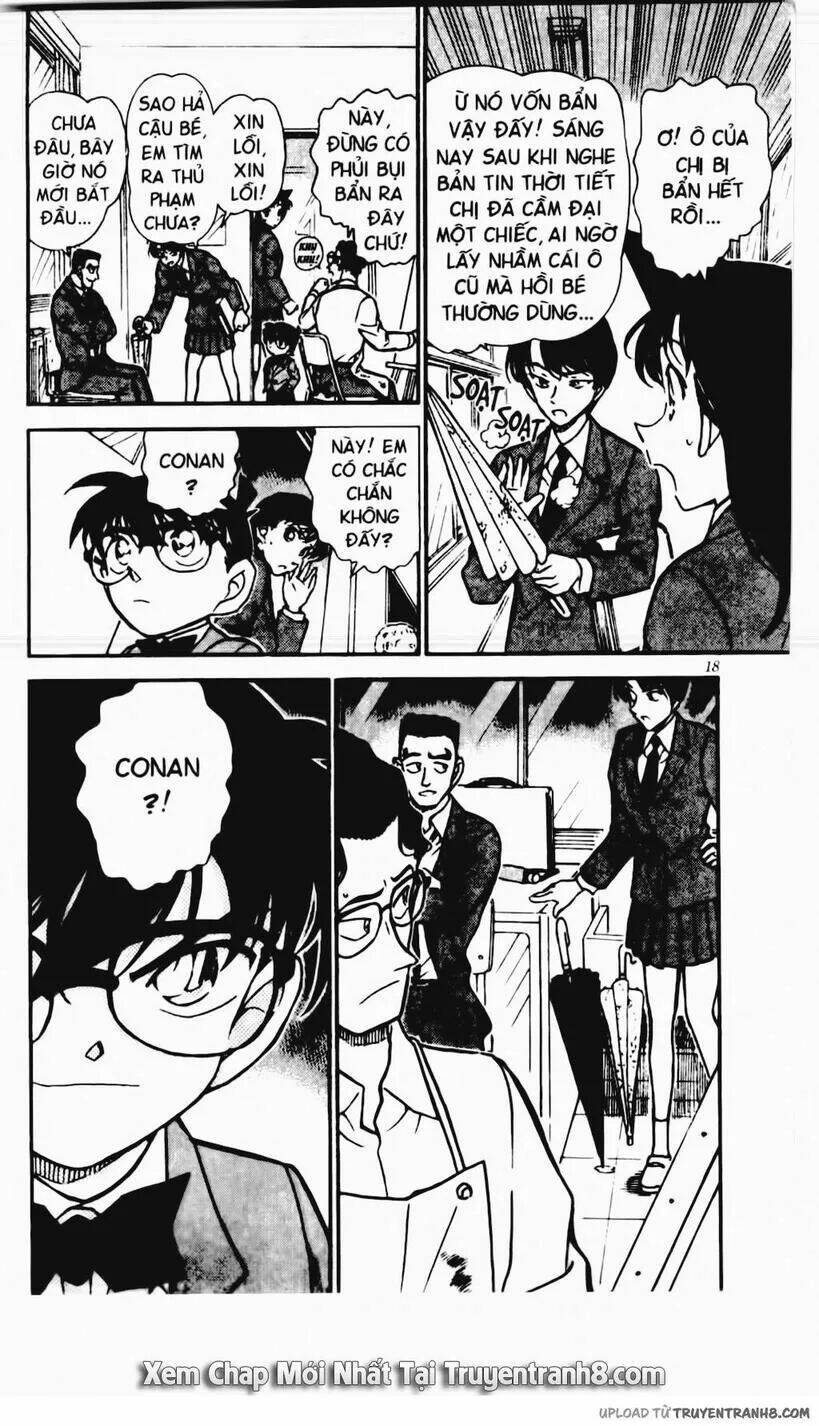 Ơ! Ô CỦA
CHỊ BỊ
BẨN HẾT
RỒI...
Ừ NÓ VỐN BẨN
VẬY ĐẤY! SÁNG
NAY SAU KHI NGHE
BẢN TIN THỜI TIẾT
CHỊ ĐÃ CẦM ĐẠI
MỘT CHIẾC, AI NGỜ
LẤY NHẦM CÁI Ô
CŨ MÀ HỒI BÉ
THƯỜNG DÙNG...
SOẠT
SOẠT
NÀY,
ĐỪNG CÓ
PHỦI BỤI
BẨN RA
ĐÂY
CHỨ!
KHỤ
KHỤ!
XIN
LỖI,
XIN
LỖI!
SAO HẢ
CẬU BÉ,
EM TÌM
RA THỦ
PHẠM
CHƯA?
CHƯA
ĐÂU, BÂY
GIỜ NÓ
MỚI BẮT
ĐẦU...
NÀY! EM
CÓ CHẮC
CHẮN
KHÔNG
ĐẤY?
CONAN
?
18
CONAN
?!
Xem Chap Mới Nhất Tại Truyentranh8.com
UPLOAD TỪ TRUYENTRANH8.COM